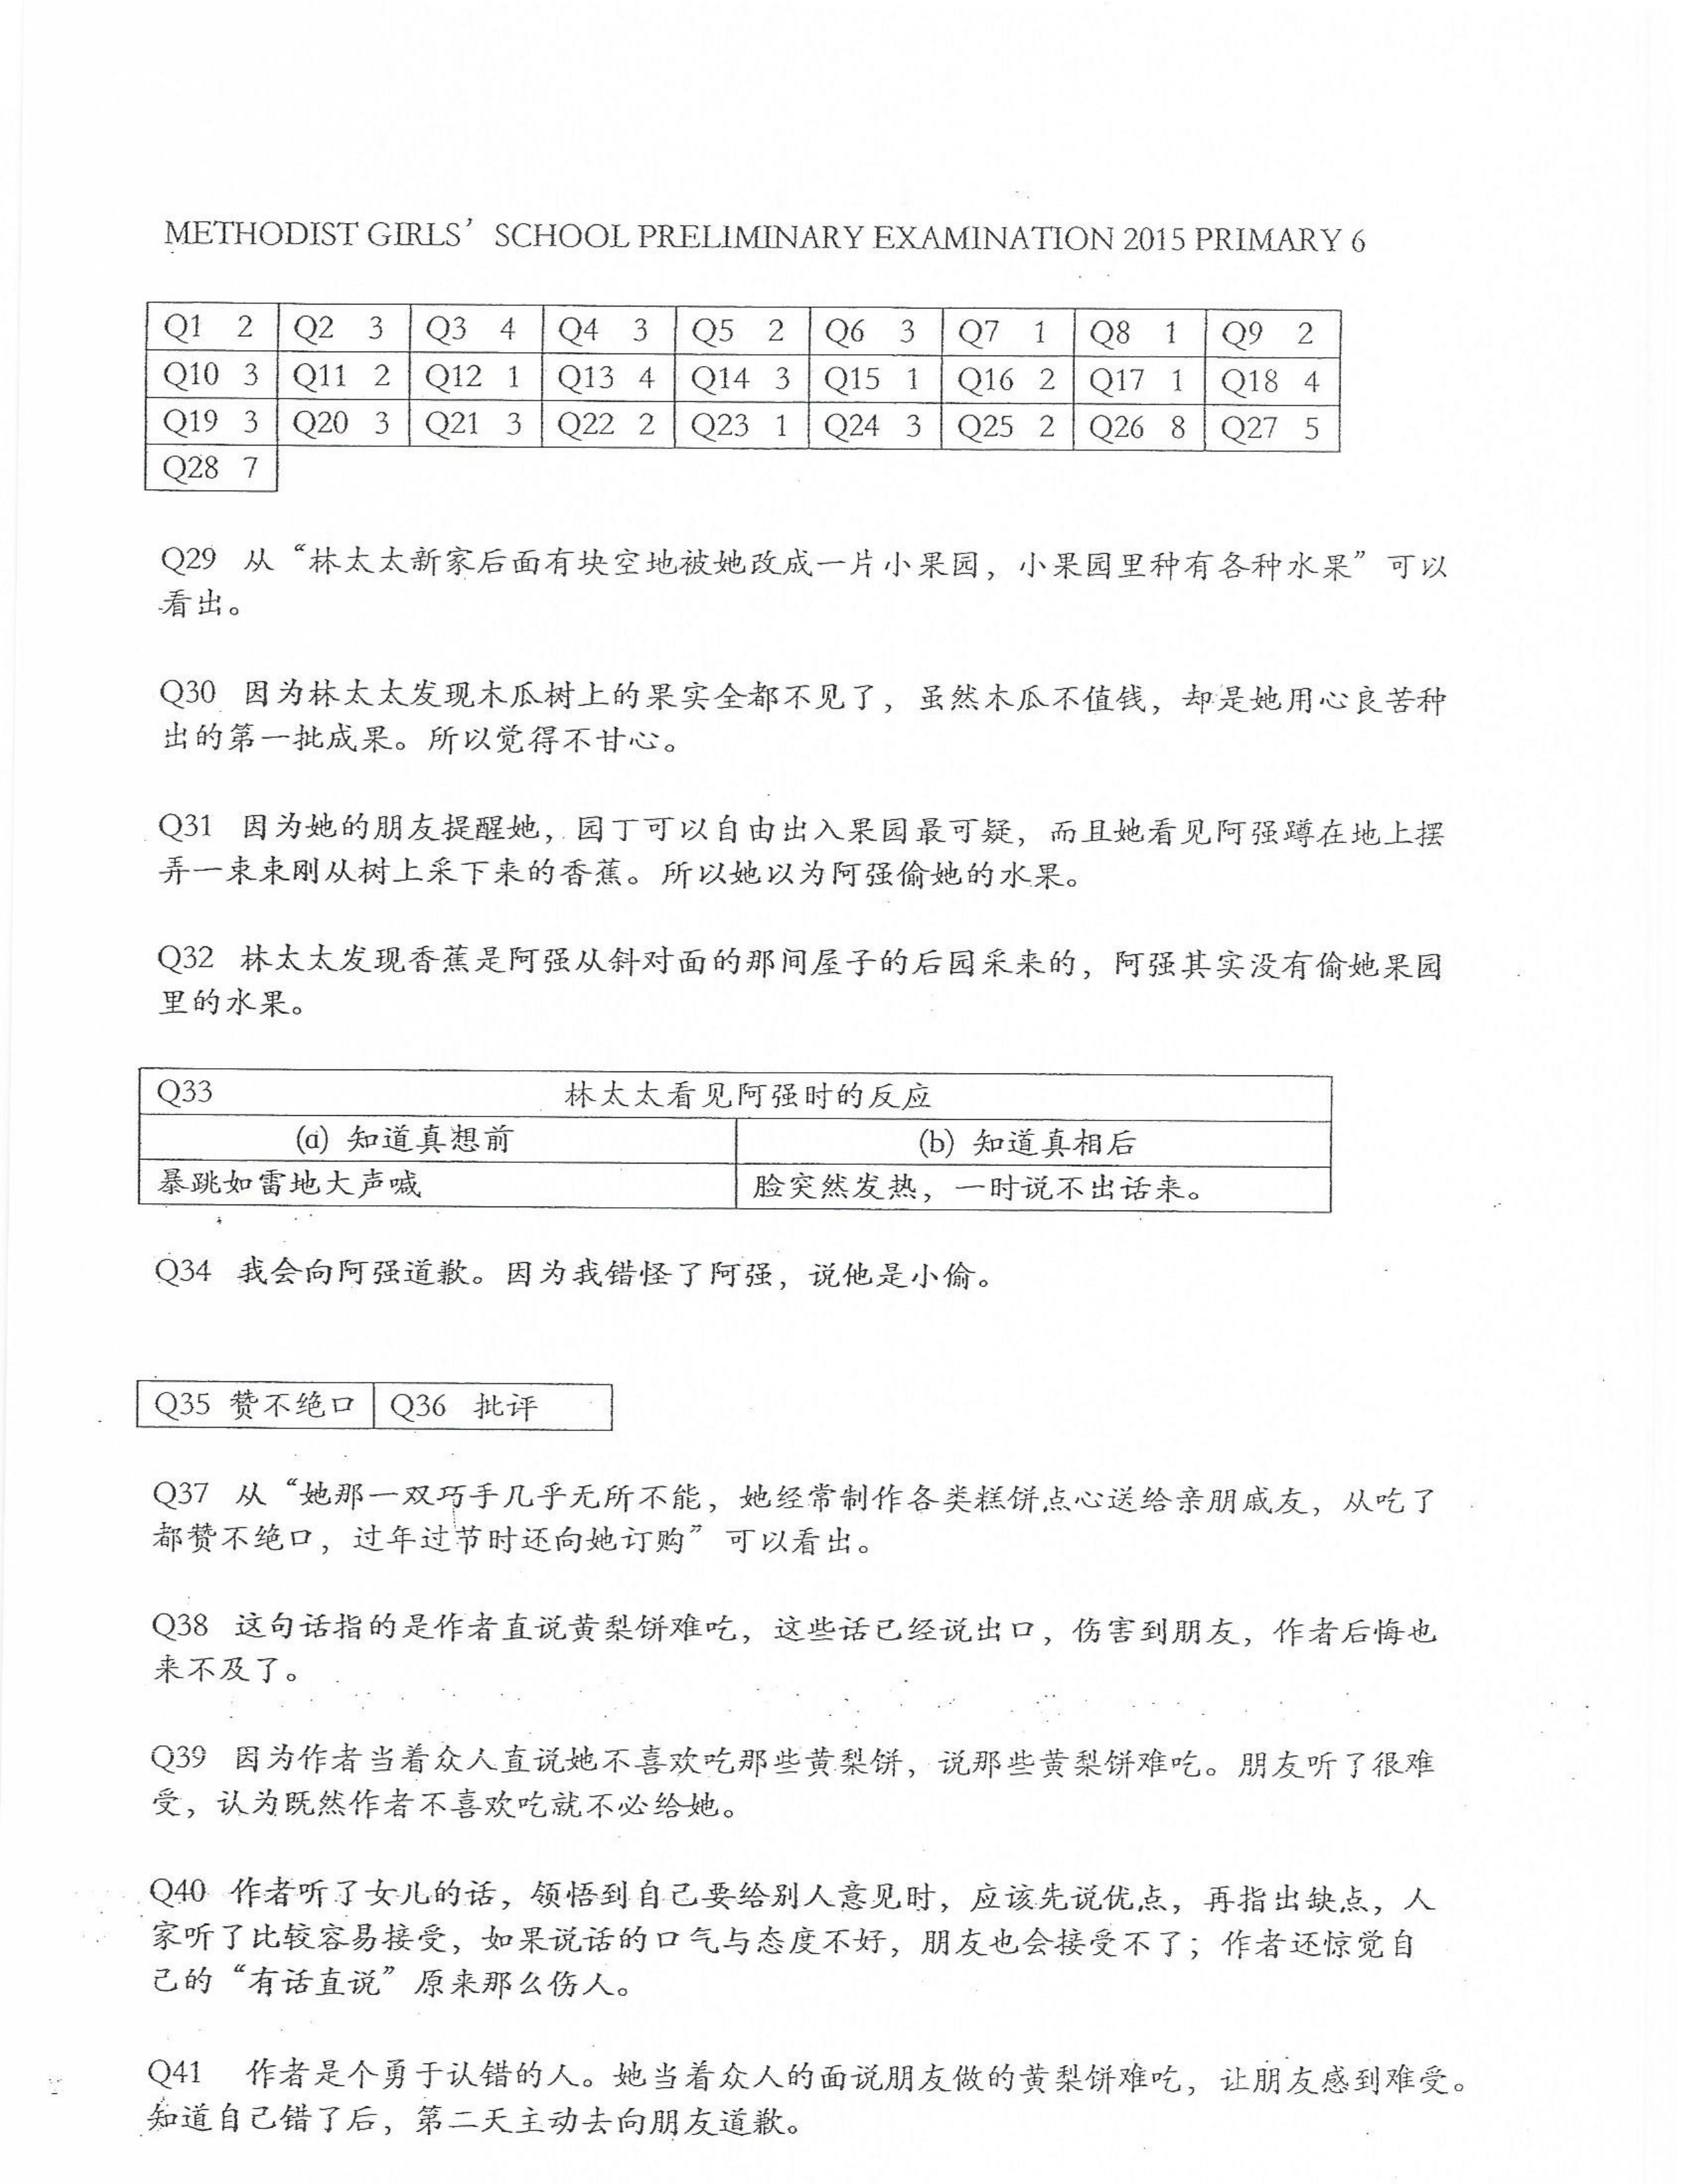 METHODIST GIRLS’ SCHOOL PRELIMINARY EXAMINATION 2015 PRIMARY 6
Q1 2 Q2 3 Q3 4 Q4 3 Q5 2 Q6 3 Q7 1 Q8 1 Q9 2
Q10 3 Q11 2 Q12 1 Q13 4 Q14 3 Q15 1 Q16 2 Q17 1 Q18 4
Q19 3 Q20 3 Q21 3 Q22 2 Q23 1 Q24 3 Q25 2 Q26 8 Q27 5
Q28 7
Q29 从“林太太新家后面有块空地被她改成一片小果园，小果园里种有各种水果”可以
看出。
Q30 因为林太太发现木瓜树上的果实全都不见了，虽然木瓜不值钱，却是她用心良苦种
出的第一批成果。所以觉得不甘心。
Q31 因为她的朋友提醒她，园丁可以自由出入果园最可疑，而且她看见阿强蹲在地上摆
弄一束束刚从树上采下来的香蕉。所以她以为阿强偷她的水果。
Q32 林太太发现香蕉是阿强从斜对面的那间屋子的后园采来的，阿强其实没有偷她果园
里的水果。
Q33 林太太看见阿强时的反应
(a) 知道真想前 (b) 知道真相后
暴跳如雷地大声喊 脸突然发热，一时说不出话来。
Q34 我会向阿强道歉。因为我错怪了阿强，说他是小偷。
Q35 赞不绝口 Q36 批评
Q37 从“她那一双巧手几乎无所不能，她经常制作各类糕饼点心送给亲朋戚友，从吃了
都赞不绝口，过年过节时还向她订购”可以看出。
Q38 这句话指的是作者直说黄梨饼难吃，这些话已经说出口，伤害到朋友，作者后悔也
来不及了。
Q39 因为作者当着众人直说她不喜欢吃那些黄梨饼，说那些黄梨饼难吃。朋友听了很难
受，认为既然作者不喜欢吃就不必给她。
Q40 作者听了女儿的话，领悟到自己要给别人意见时，应该先说优点，再指出缺点，人
家听了比较容易接受，如果说话的口气与态度不好，朋友也会接受不了；作者还惊觉自
己的“有话直说”原来那么伤人。
Q41 作者是个勇于认错的人。她当着众人的面说朋友做的黄梨饼难吃，让朋友感到难受。
知道自己错了后，第二天主动去向朋友道歉。